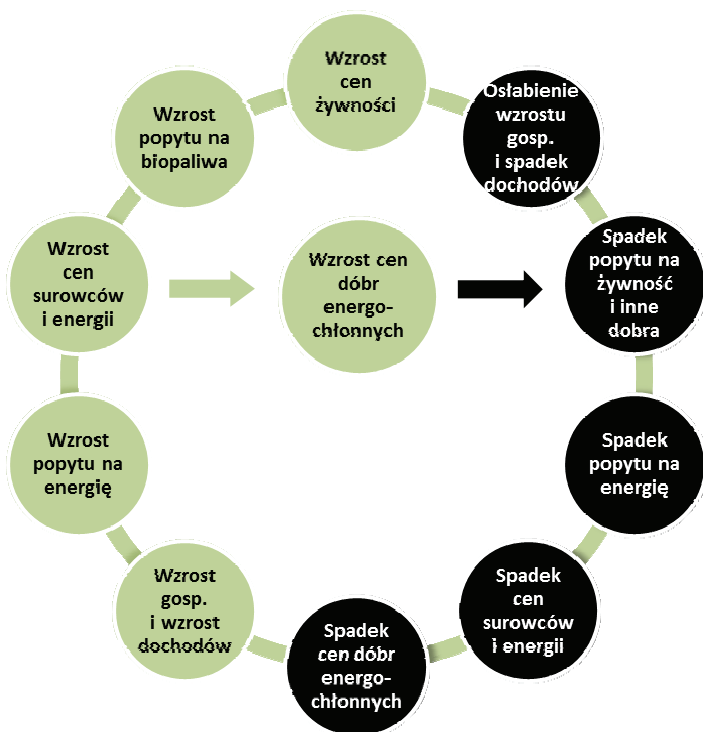 Wzrost
cen
żywności
Osłabienie
wzrostu
gosp.
i spadek
dochodów
Spadek
popytu na
żywność
i inne
dobra
Spadek
popytu na
energię
Spadek
cen
surowców
i energii
Spadek
cen dóbr
energo-
chłonnych
Wzrost
gosp.
i wzrost
dochodów
Wzrost
popytu na
energię
Wzrost
cen
surowców
i energii
Wzrost
popytu na
biopaliwa
Wzrost cen
dóbr
energo-
chłonnych